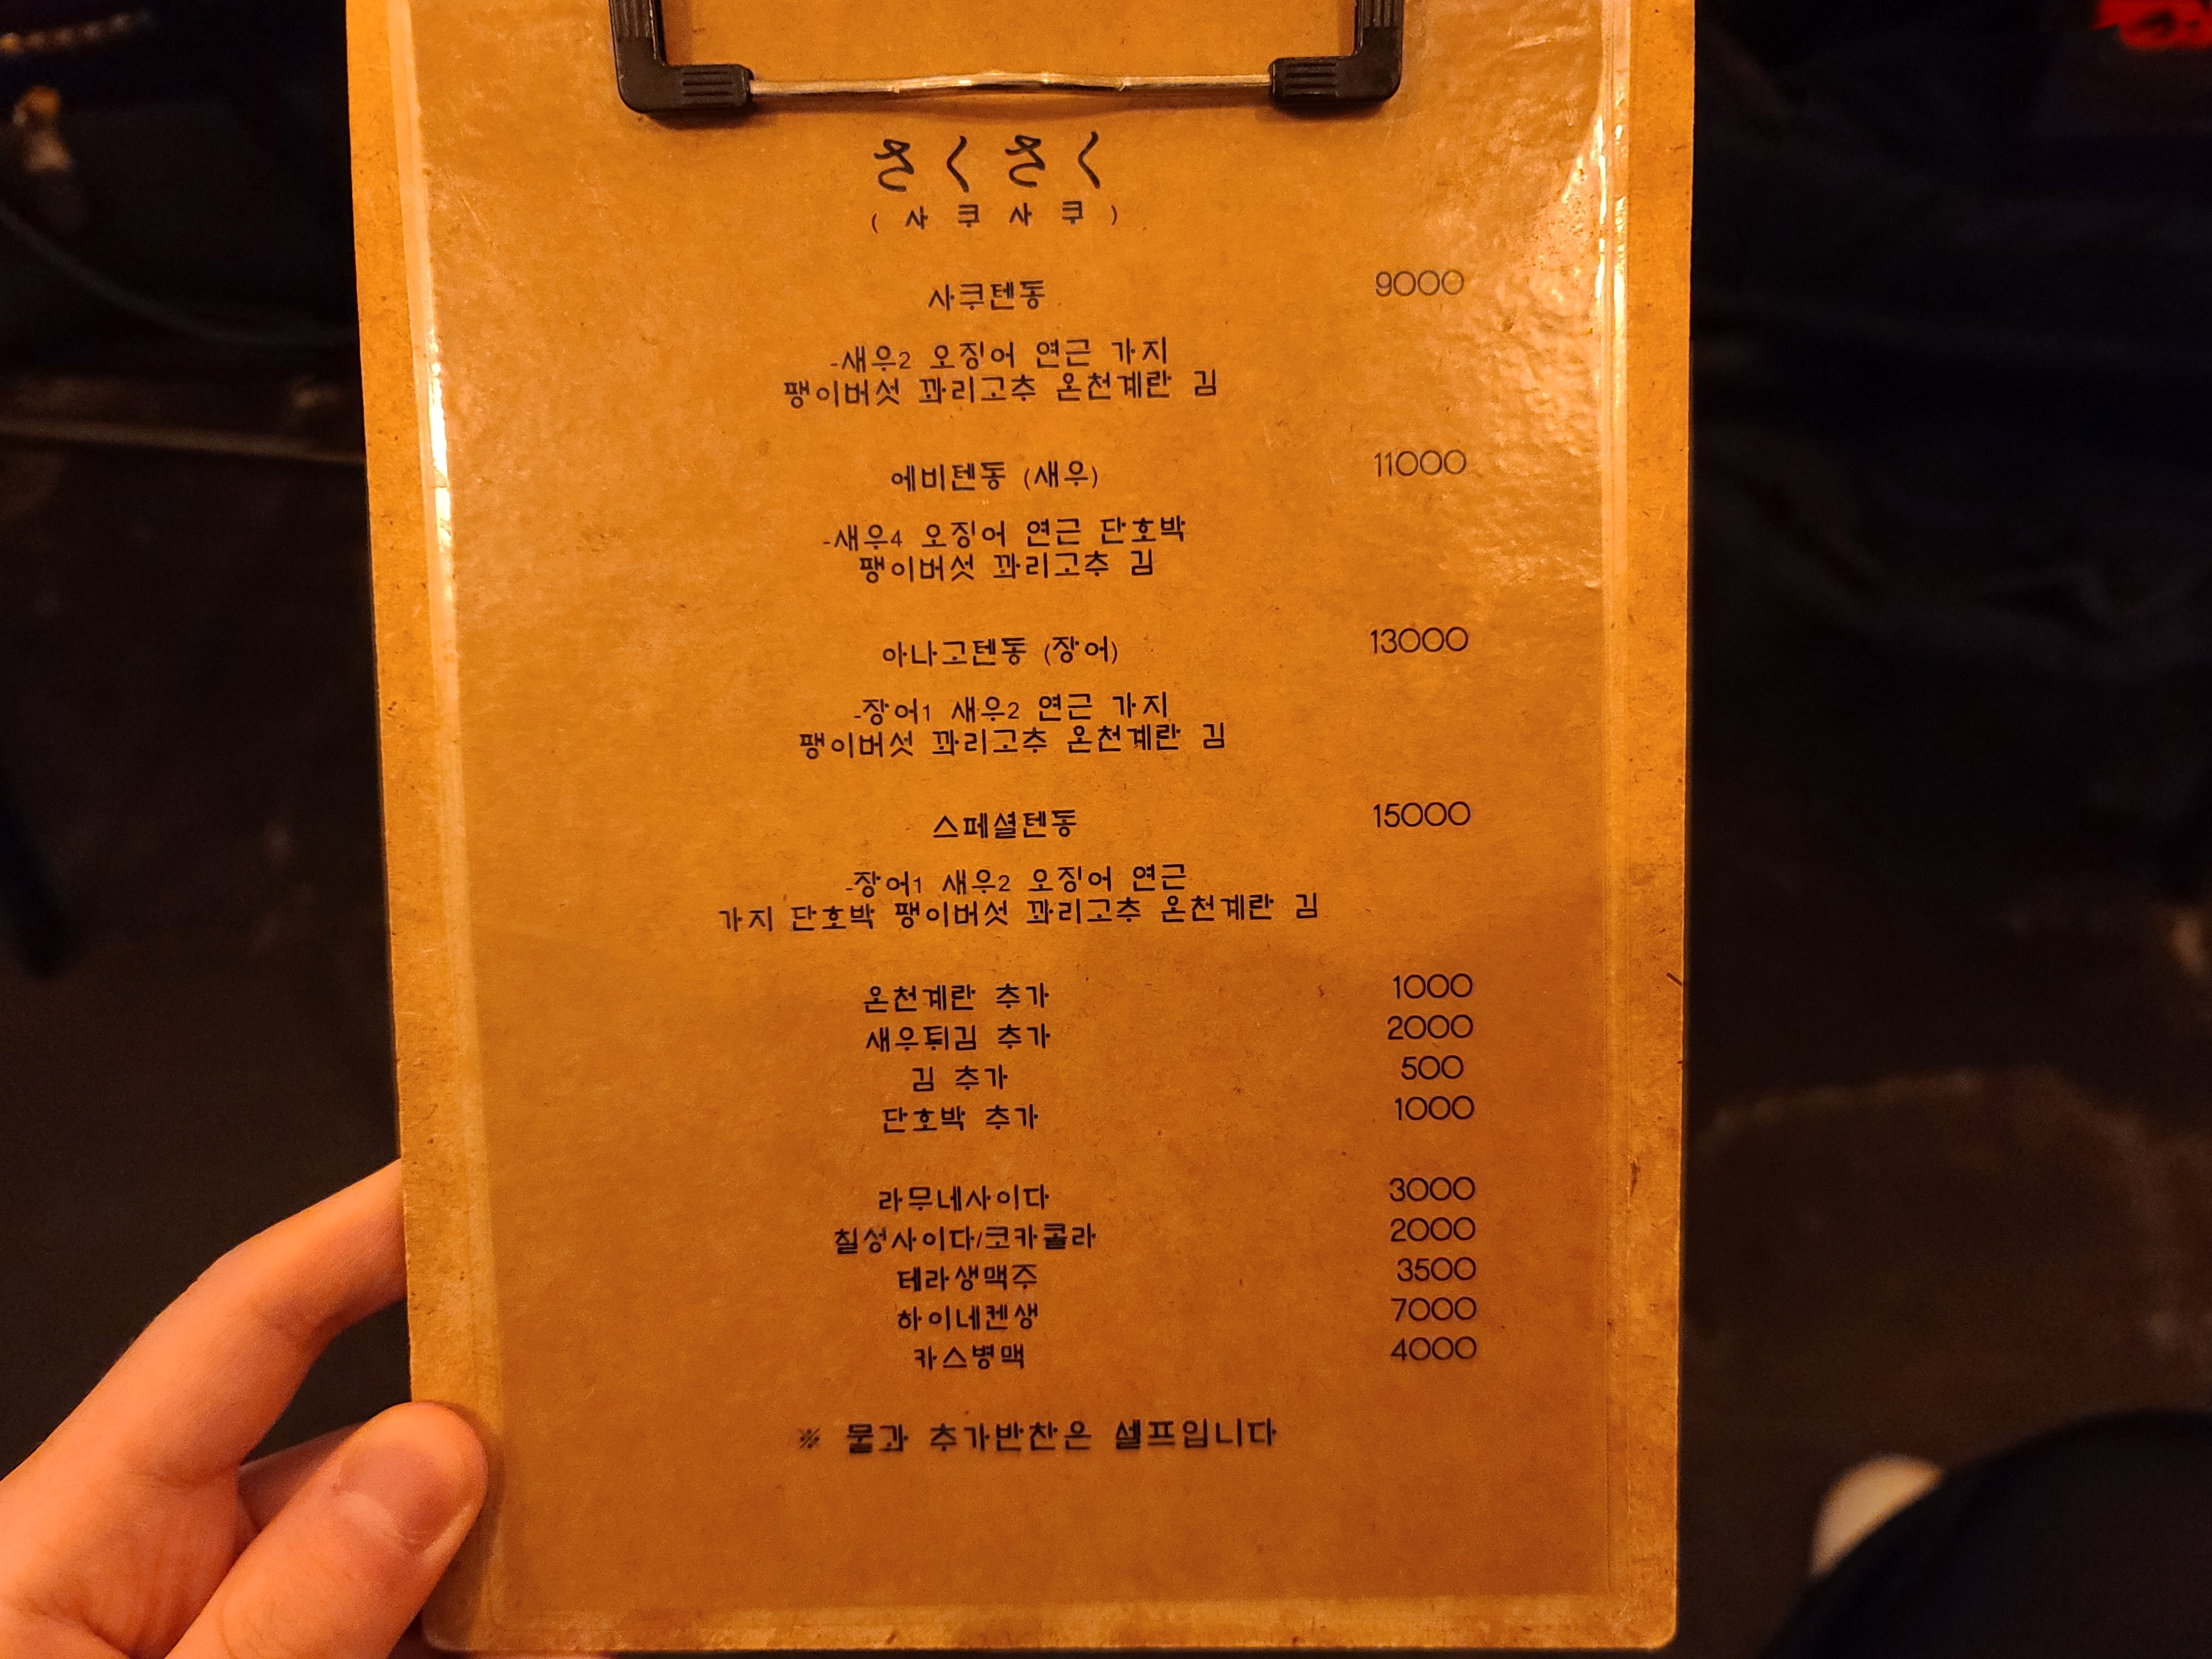 さくさく
(사쿠사쿠)
사쿠텐동 9000
-새우2 오징어 연근 가지
팽이버섯 꽈리고추 온천계란 김
에비텐동 (새우) 11000
-새우4 오징어 연근 단호박
팽이버섯 꽈리고추 김
아나고텐동 (장어) 13000
-장어1 새우2 연근 가지
팽이버섯 꽈리고추 온천계란 김
스페셜텐동 15000
-장어1 새우2 오징어 연근
가지 단호박 팽이버섯 꽈리고추 온천계란 김
온천계란 추가 1000
새우튀김 추가 2000
김 추가 500
단호박 추가 1000
라무네사이다 3000
칠성사이다/코카콜라 2000
테라생맥주 3500
하이네켄생 7000
카스병맥 4000
※ 물과 추가반찬은 셀프입니다